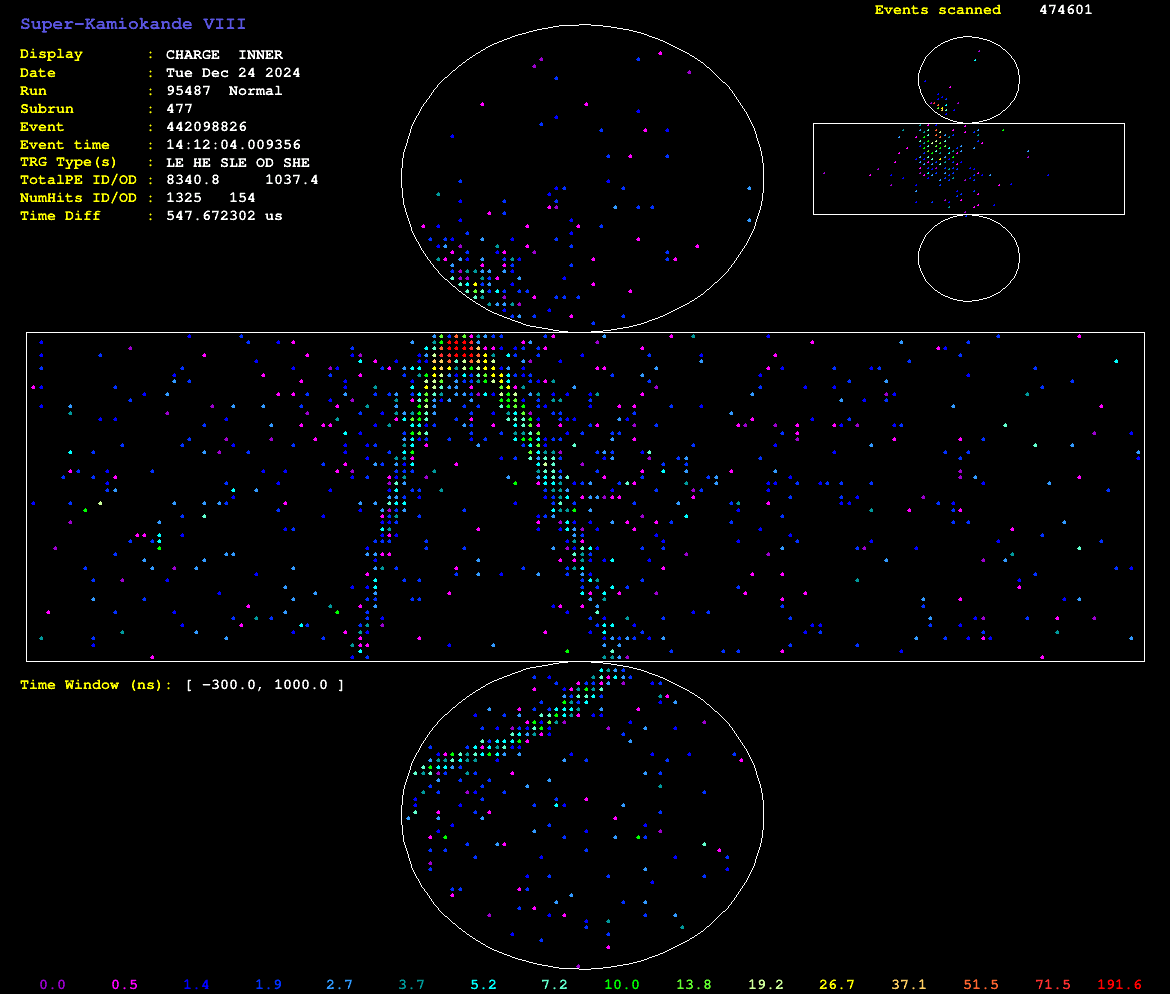 Super-Kamiokande VIII
Events scanned 474601
Display : CHARGE INNER
Date : Tue Dec 24 2024
Run : 95487 Normal
Subrun : 477
Event : 442098826
Event time : 14:12:04.009356
TRG Type(s) : LE HE SLE OD SHE
TotalPE ID/OD : 8340.8 1037.4
NumHits ID/OD : 1325 154
Time Diff : 547.672302 us
Time Window (ns): [ −300.0, 1000.0 ]
0.0 0.5 1.4 1.9 2.7 3.7 5.2 7.2 10.0 13.8 19.2 26.7 37.1 51.5 71.5 191.6